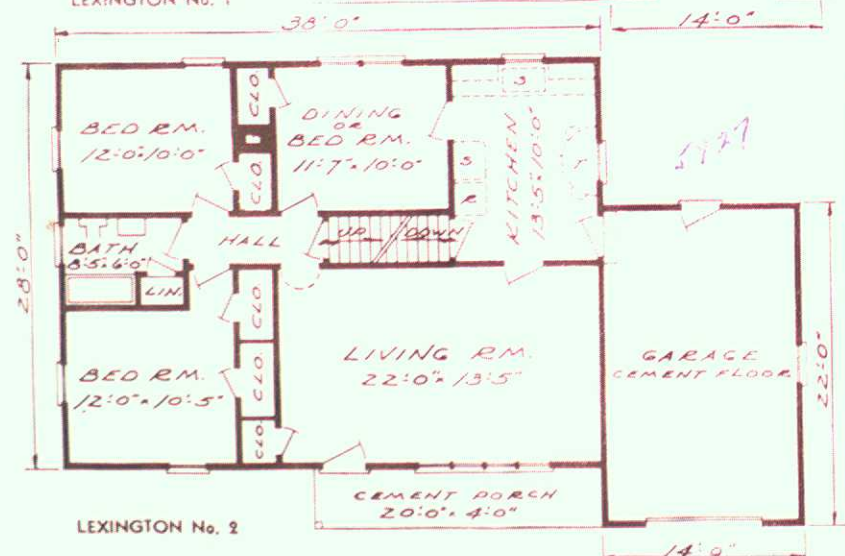 LEXINGTON No. 1
38'-0"
14'-0"
BED RM.
12'-0"x10'-0"
CLO.
CLO.
DINING
OR
BED RM.
11'-7"x10'-0"
S
KITCHEN
13'-5"x10'-0"
S
R
T
28'-0"
BATH
8'-5"x6'-0"
LIN.
HALL
UP
DOWN
BED RM.
12'-0"x10'-5"
CLO.
CLO.
CLO.
LIVING RM.
22'-0"x13'-5"
GARAGE
CEMENT FLOOR
22'-0"
CEMENT PORCH
20'-0"x4'-0"
LEXINGTON No. 2
14'-0"